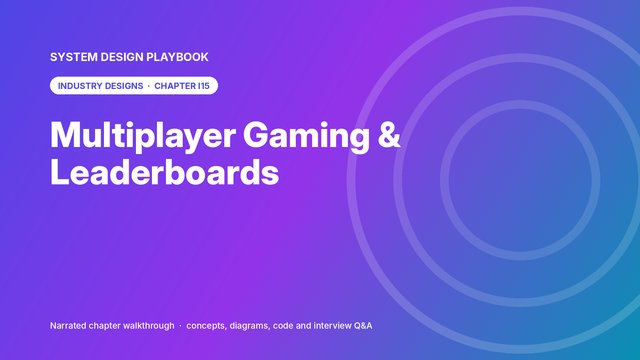 SYSTEM DESIGN PLAYBOOK
INDUSTRY DESIGNS · CHAPTER I15
Multiplayer Gaming &
Leaderboards
Narrated chapter walkthrough · concepts, diagrams, code and interview Q&A